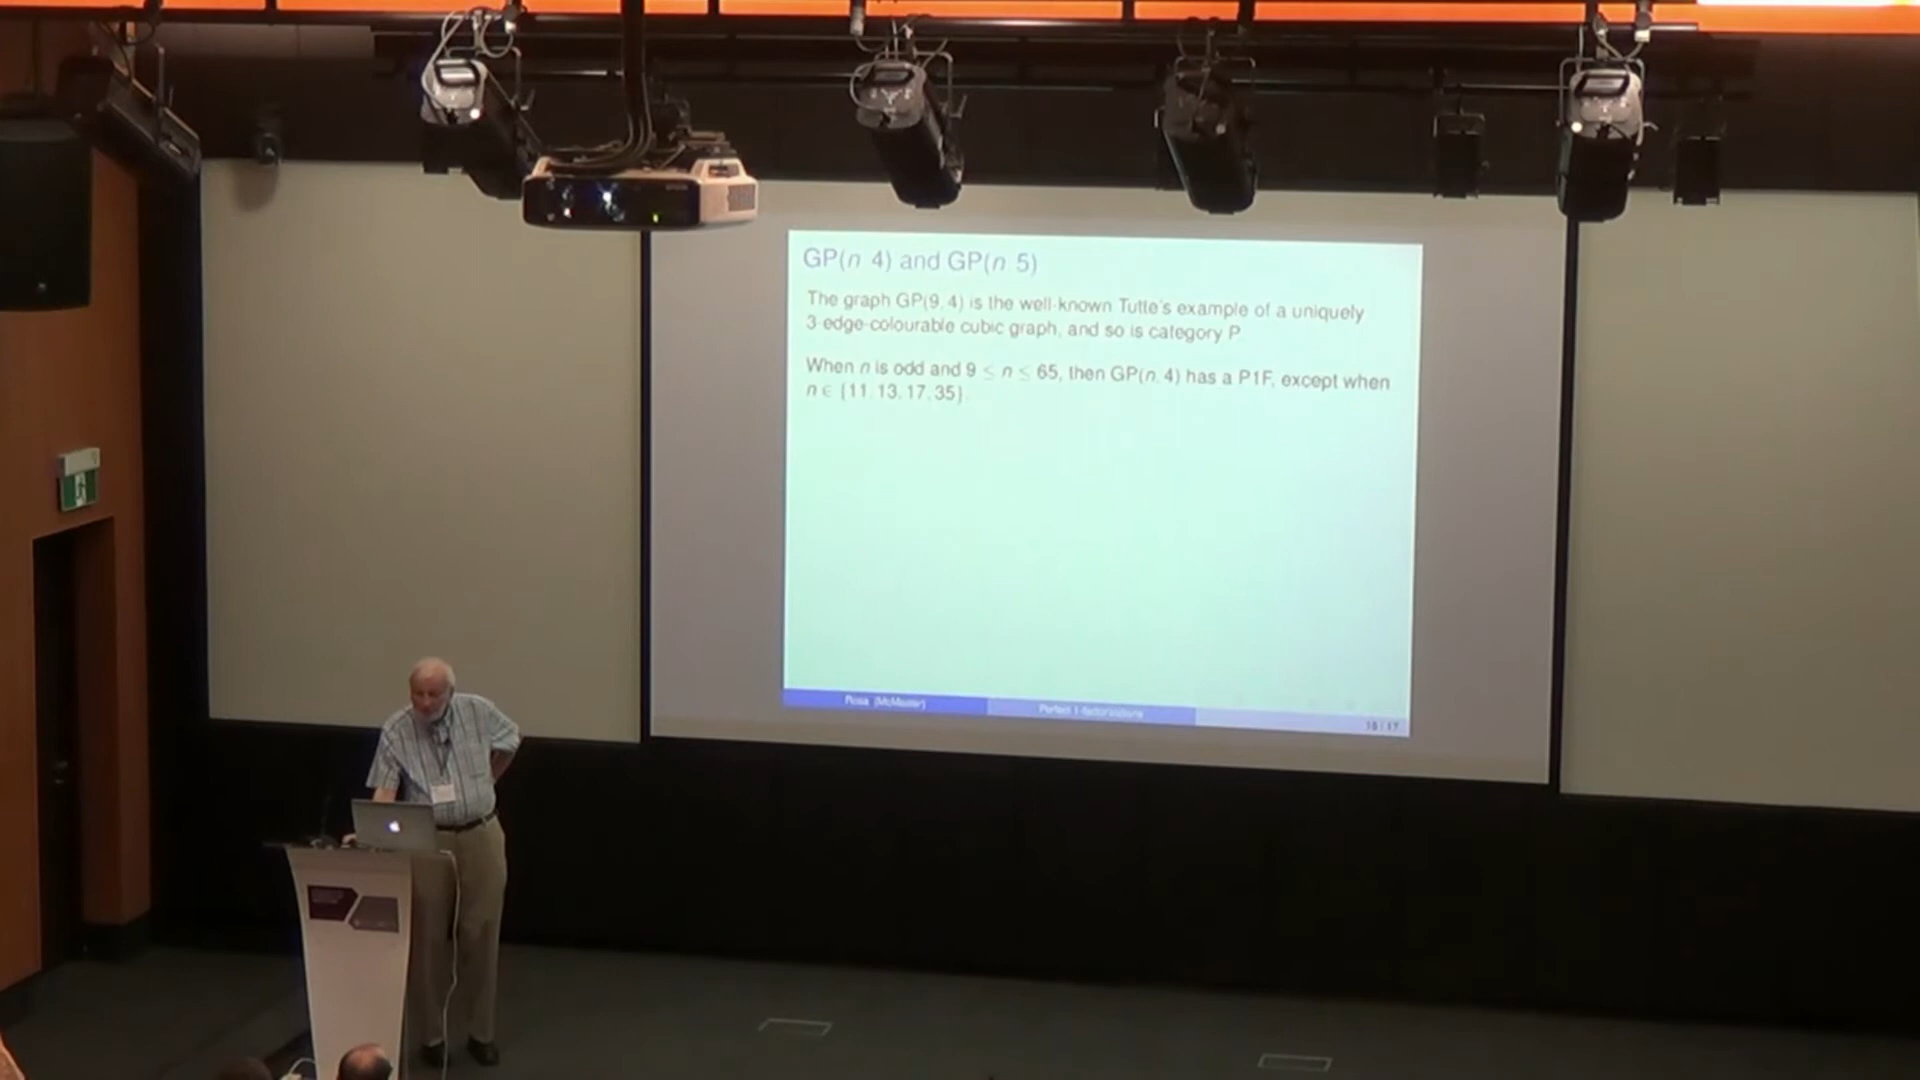 GP(n, 4) and GP(n, 5)
The graph GP(9, 4) is the well-known Tutte's example of a uniquely
3-edge-colourable cubic graph, and so is category P.
When n is odd and 9 ≤ n ≤ 65, then GP(n, 4) has a P1F, except when
n ∈ {11, 13, 17, 35}.
Rosa (McMaster)
Perfect 1-factorizations
EPSON